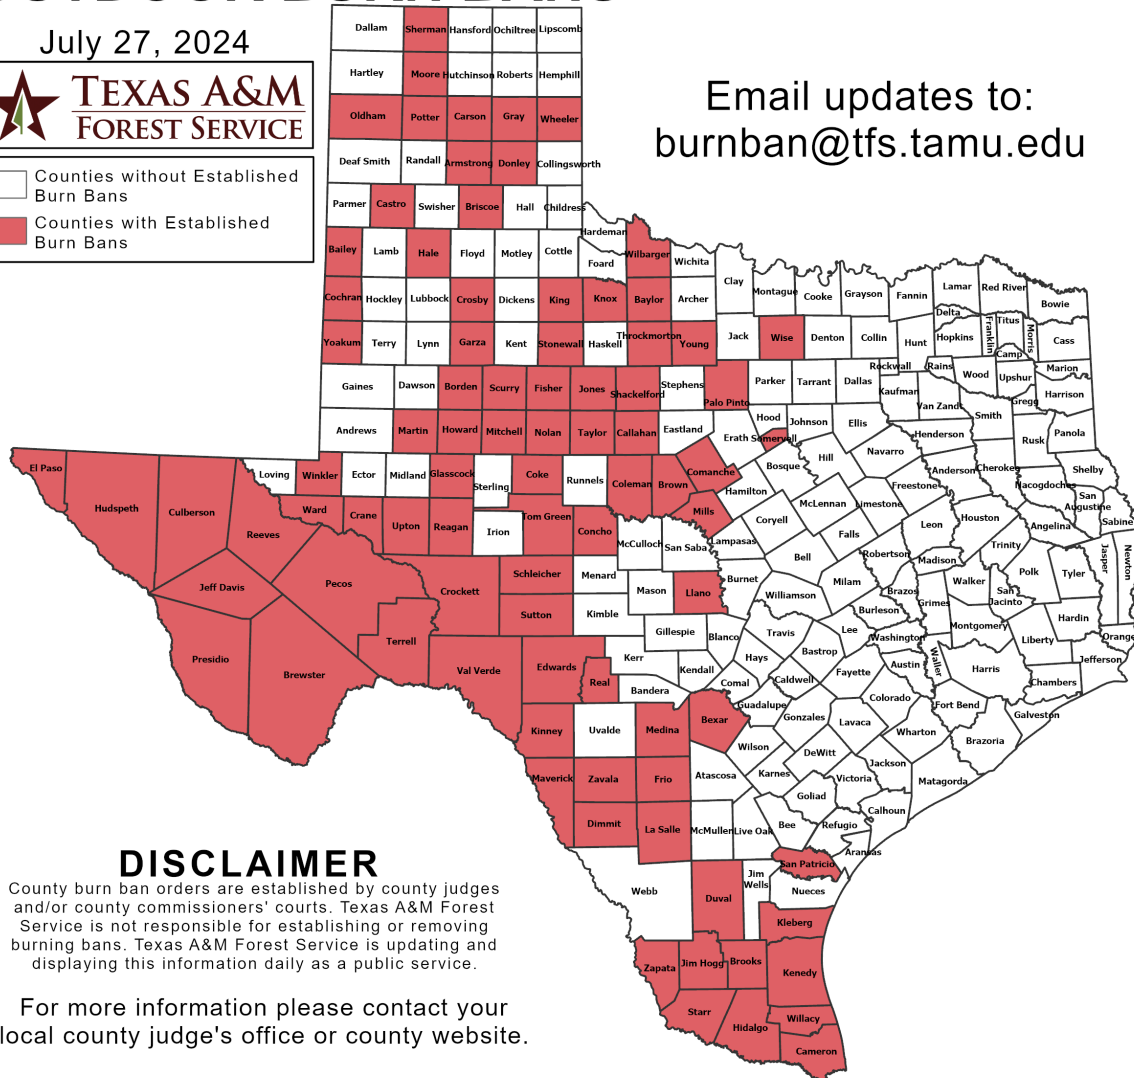 July 27, 2024
TEXAS A&M
FOREST SERVICE
Counties without Established
Burn Bans
Counties with Established
Burn Bans
Email updates to:
burnban@tfs.tamu.edu
Dallam Sherman Hansford Ochiltree Lipscomb
Hartley Moore Hutchinson Roberts Hemphill
Oldham Potter Carson Gray Wheeler
Deaf Smith Randall Armstrong Donley Collingsworth
Parmer Castro Swisher Briscoe Hall Childress
Hardeman
Bailey Lamb Hale Floyd Motley Cottle Foard Wilbarger Wichita
Clay Montague Cooke Grayson Fannin Lamar Red River Bowie
Cochran Hockley Lubbock Crosby Dickens King Knox Baylor Archer
Delta Franklin Titus Morris
Yoakum Terry Lynn Garza Kent Stonewall Haskell Throckmorton Young Jack Wise Denton Collin Hunt Hopkins Cass
Camp
Rockwall Rains Wood Upshur Marion
Gaines Dawson Borden Scurry Fisher Jones Shackelford Stephens Palo Pinto Parker Tarrant Dallas Kaufman Van Zandt Gregg Harrison
Smith
Andrews Martin Howard Mitchell Nolan Taylor Callahan Eastland Erath Hood Somervell Johnson Ellis Henderson Rusk Panola
El Paso Hudspeth Culberson Loving Winkler Ector Midland Glasscock Sterling Coke Runnels Coleman Brown Comanche Hamilton Bosque Hill Navarro Freestone Anderson Cherokee Nacogdoches Shelby
San
Augustine
Sabine
Ward Crane Upton Reagan Irion Tom Green Concho Mills McLennan Limestone Coryell Falls Leon Houston Angelina
Reeves McCulloch San Saba Lampasas Bell Robertson Madison Trinity Jasper Newton
Jeff Davis Pecos Crockett Schleicher Menard Mason Llano Burnet Williamson Milam Brazos Grimes Walker Polk Tyler
San
Jacinto
Sutton Kimble Burleson Montgomery Hardin
Presidio Brewster Terrell Val Verde Edwards Gillespie Blanco Travis Lee Washington Liberty Orange
Real Kerr Kendall Hays Bastrop Fayette Austin Waller Harris Jefferson
Bandera Comal Caldwell Chambers
Kinney Uvalde Medina Bexar Guadalupe Gonzales Lavaca Colorado Fort Bend Galveston
Wharton Brazoria
Wilson DeWitt Jackson
Maverick Zavala Frio Atascosa Karnes Victoria Matagorda
Goliad Calhoun
Dimmit La Salle McMullen Live Oak Bee Refugio
Aransas
San Patricio
Webb Duval
Jim
Wells
Nueces
Kleberg
Zapata Jim Hogg Brooks Kenedy
Starr Hidalgo Willacy
Cameron
DISCLAIMER
County burn ban orders are established by county judges
and/or county commissioners' courts. Texas A&M Forest
Service is not responsible for establishing or removing
burning bans. Texas A&M Forest Service is updating and
displaying this information daily as a public service.
For more information please contact your
local county judge's office or county website.